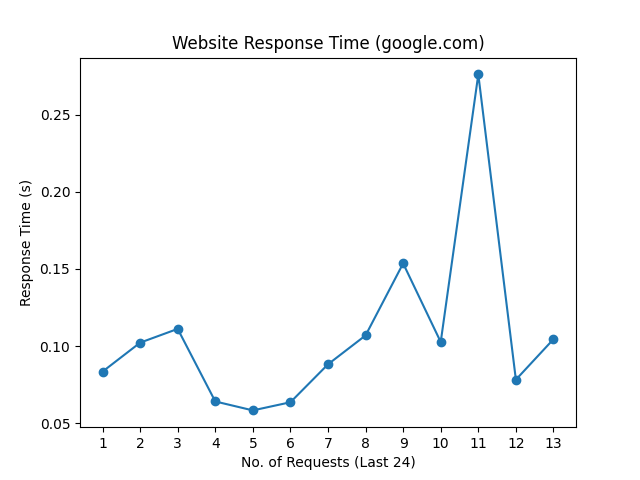 Website Response Time (google.com)
0.25
0.20
0.15
0.10
0.05
Response Time (s)
1 2 3 4 5 6 7 8 9 10 11 12 13
No. of Requests (Last 24)